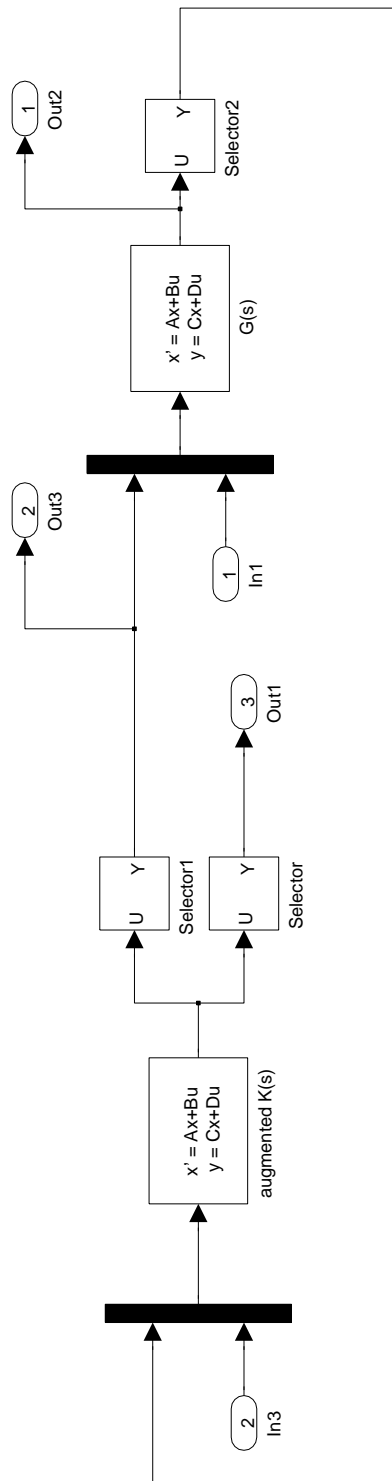 2
In3
x' = Ax+Bu
y = Cx+Du
augmented K(s)
U Y
Selector1
U Y
Selector
3
Out1
2
Out3
1
In1
x' = Ax+Bu
y = Cx+Du
G(s)
U Y
Selector2
1
Out2